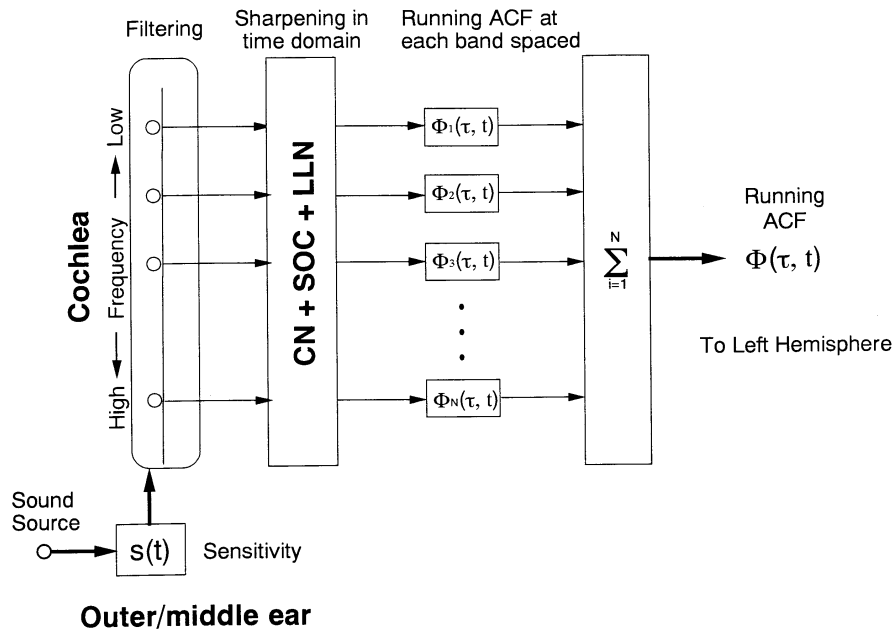 Filtering
Sharpening in
time domain
Running ACF at
each band spaced
Cochlea
High ← Frequency → Low
CN + SOC + LLN
Φ1(τ, t)
Φ2(τ, t)
Φ3(τ, t)
ΦN(τ, t)
N
∑
i=1
Running
ACF
Φ(τ, t)
To Left Hemisphere
Sound
Source
s(t)
Sensitivity
Outer/middle ear